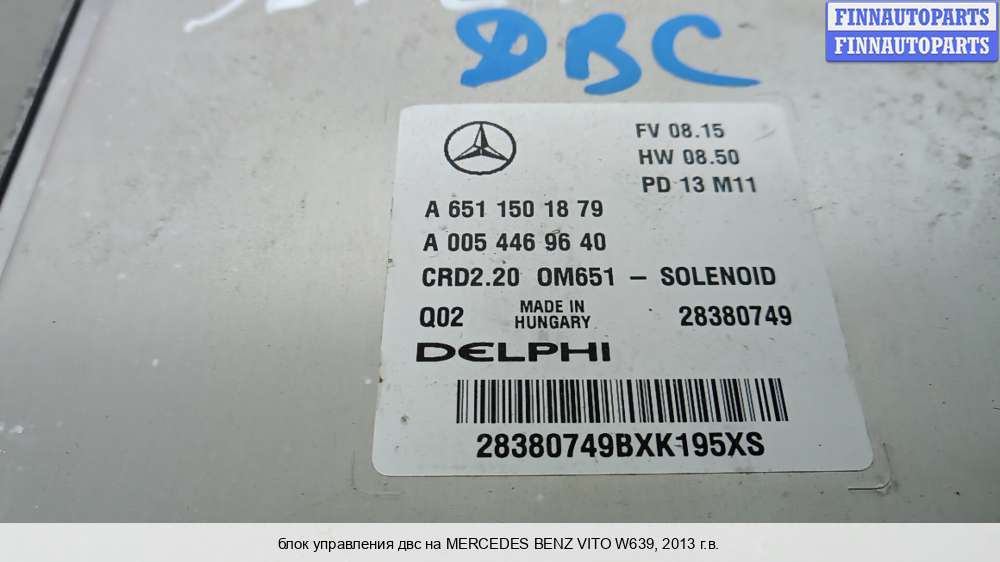 FINNAUTOPARTS
FINNAUTOPARTS
DBC
FV 08.15
HW 08.50
PD 13 M11
A 651 150 18 79
A 005 446 96 40
CRD2.20 OM651 – SOLENOID
Q02 MADE IN HUNGARY 28380749
DELPHI
28380749BXK195XS
блок управления двс на MERCEDES BENZ VITO W639, 2013 г.в.